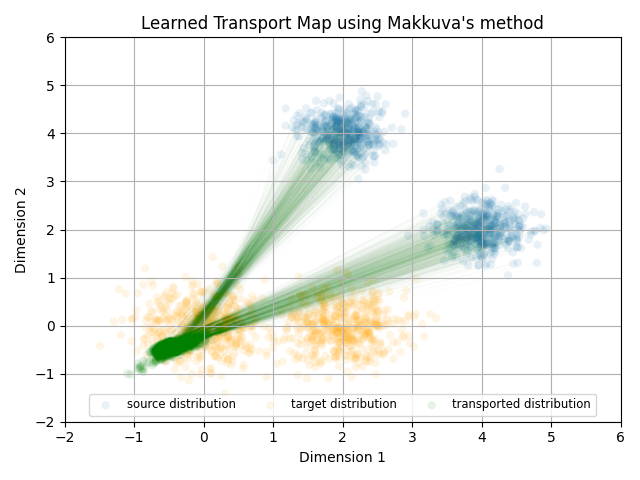 Learned Transport Map using Makkuva's method
6
5
4
3
2
1
0
−1
−2
Dimension 2
source distribution target distribution transported distribution
−2 −1 0 1 2 3 4 5 6
Dimension 1